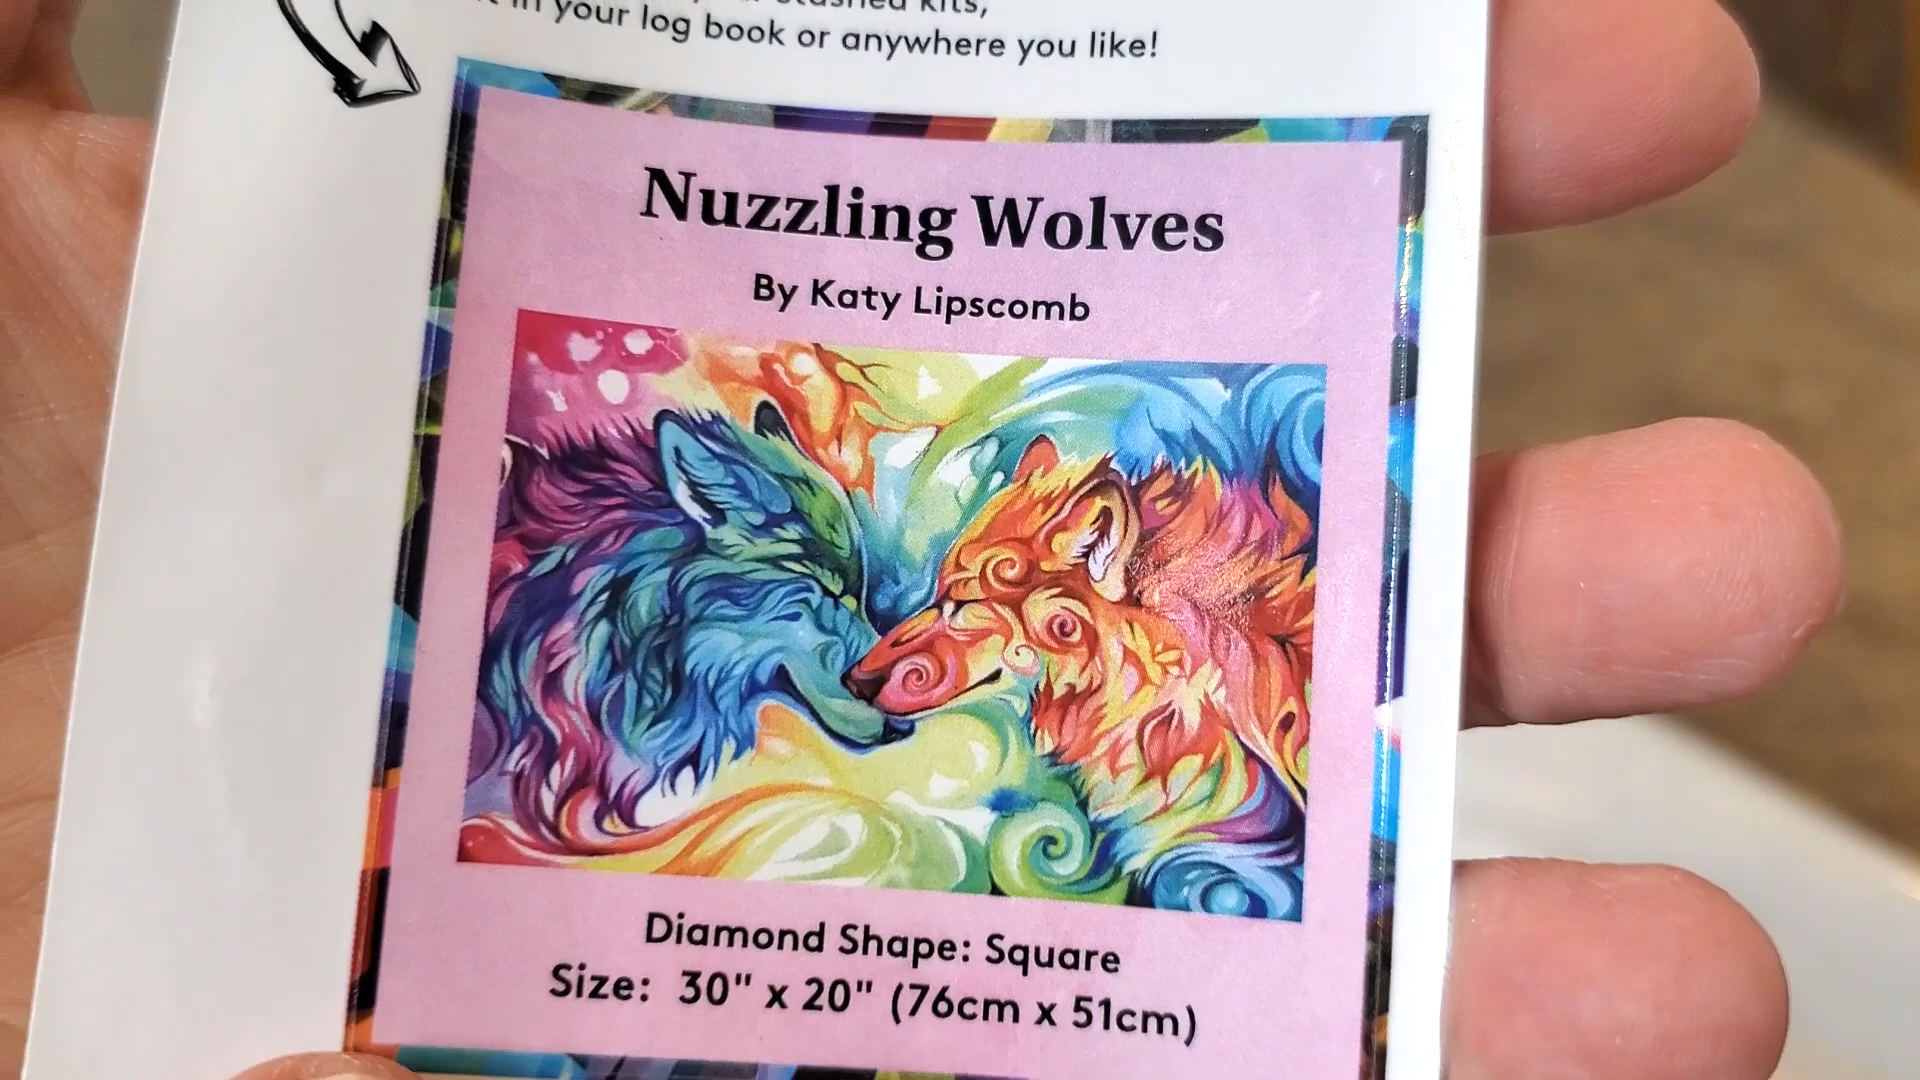 kits,
in your log book or anywhere you like!
Nuzzling Wolves
By Katy Lipscomb
Diamond Shape: Square
Size: 30" x 20" (76cm x 51cm)